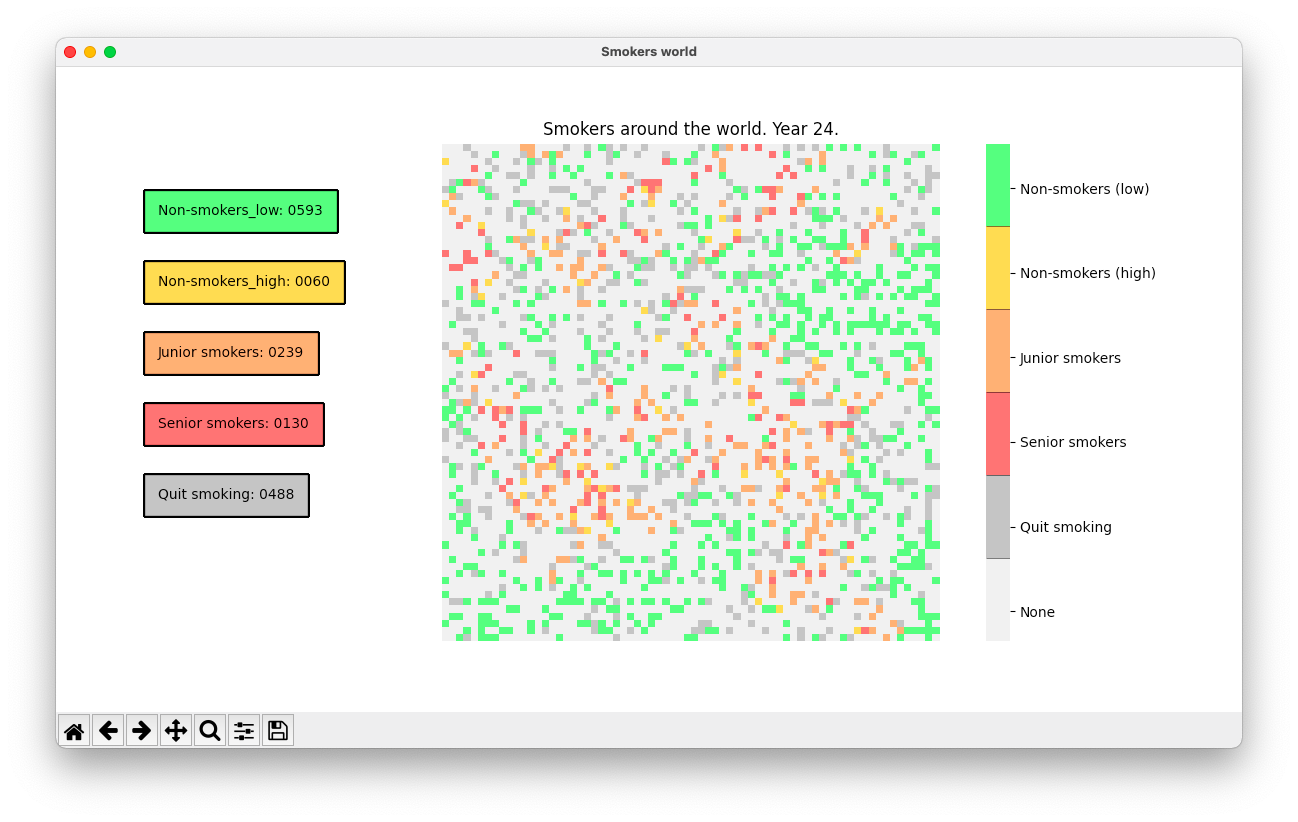 Smokers world
Smokers around the world. Year 24.
Non-smokers_low: 0593
Non-smokers_high: 0060
Junior smokers: 0239
Senior smokers: 0130
Quit smoking: 0488
Non-smokers (low)
Non-smokers (high)
Junior smokers
Senior smokers
Quit smoking
None